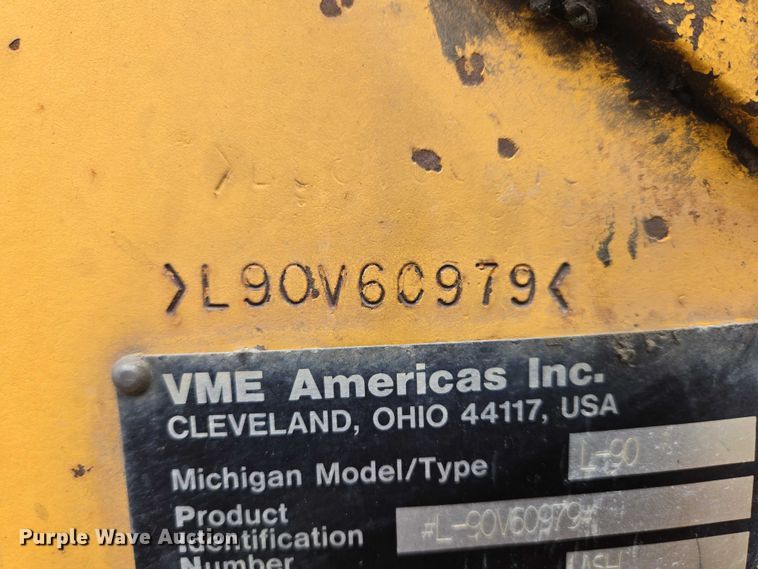 >L90V60979<
VME Americas Inc.
CLEVELAND, OHIO 44117, USA
Michigan Model/Type L-90
Product
Identification #L-90V60979#
Number
Purple Wave Auction